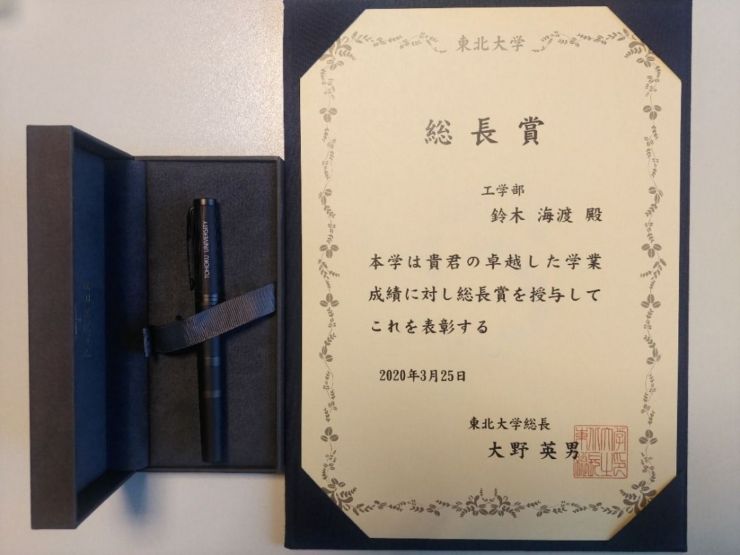 TOHOKU UNIVERSITY
東北大学
総長賞
工学部
鈴木 海渡 殿
本学は貴君の卓越した学業
成績に対し総長賞を授与して
これを表彰する
2020年3月25日
東北大学総長
大野 英男